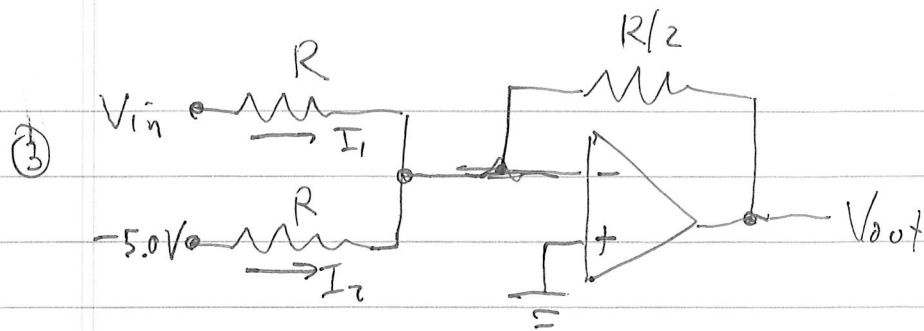 R/2
R
Vin
I1
③
R
-5.0V
I2
-
+
Vout